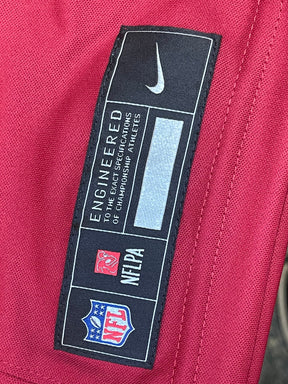 ENGINEERED
TO THE EXACT SPECIFICATIONS
OF CHAMPIONSHIP ATHLETES
NFLPA
NFL